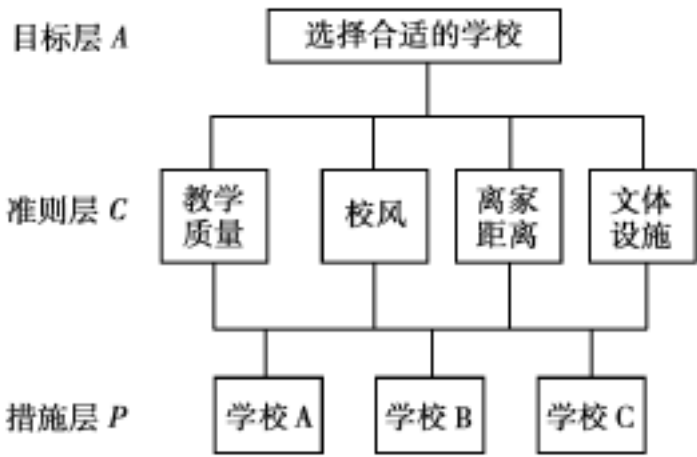 目标层 A
选择合适的学校
准则层 C
教学
质量
校风
离家
距离
文体
设施
措施层 P
学校 A
学校 B
学校 C